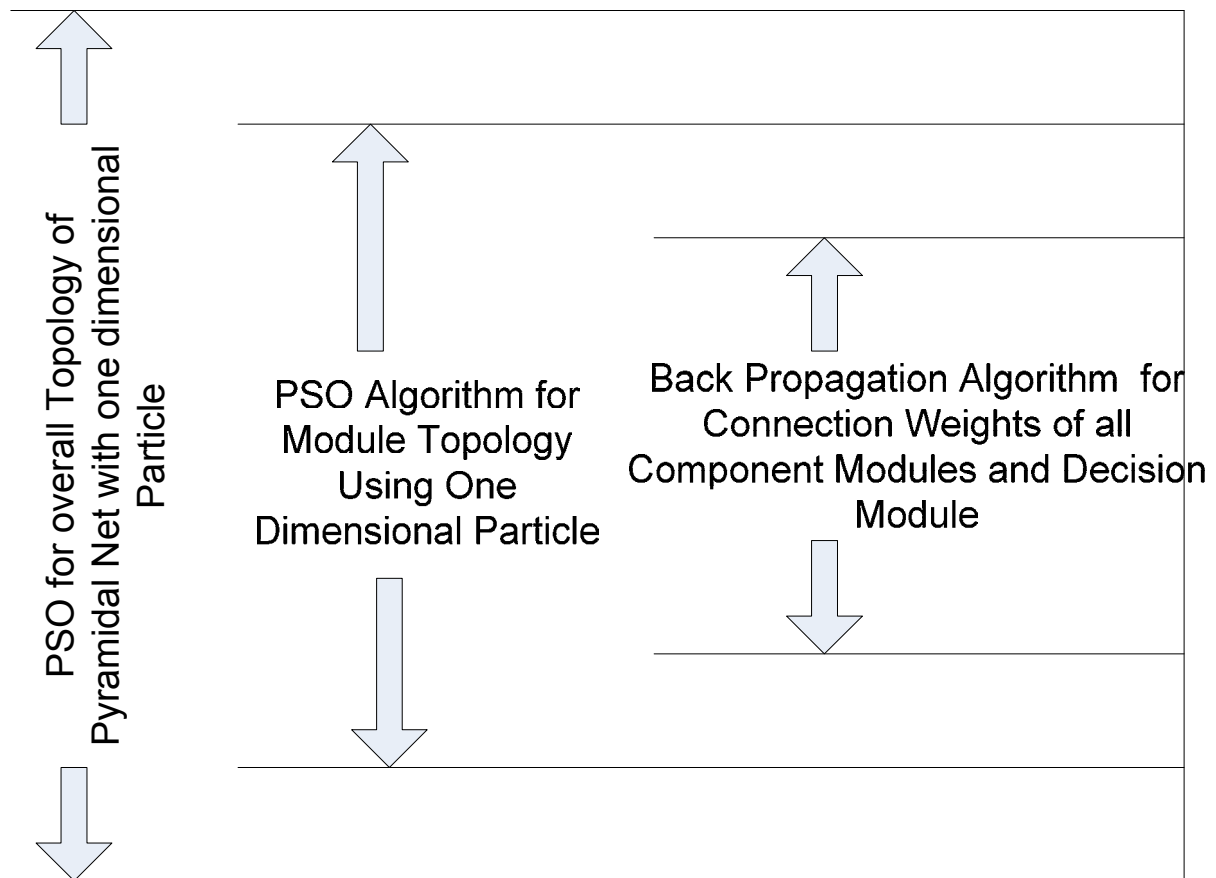 PSO for overall Topology of
Pyramidal Net with one dimensional
Particle
PSO Algorithm for
Module Topology
Using One
Dimensional Particle
Back Propagation Algorithm for
Connection Weights of all
Component Modules and Decision
Module